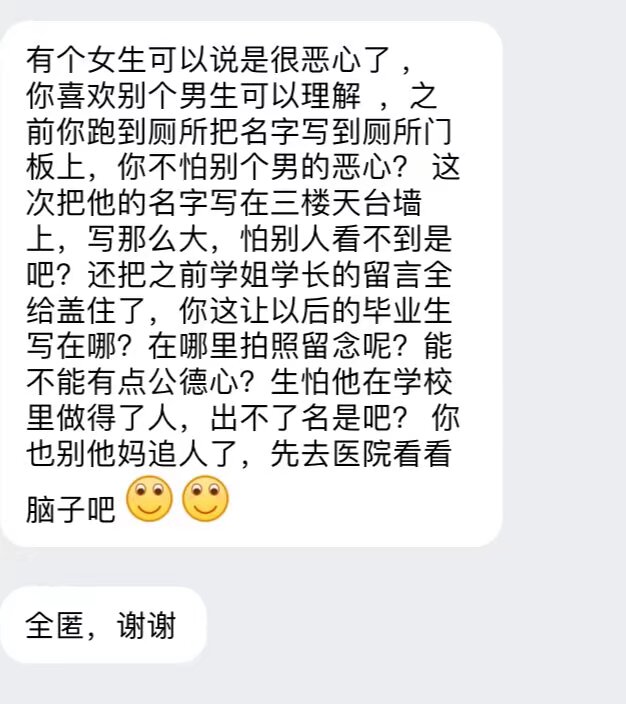 有个女生可以说是很恶心了，
你喜欢别个男生可以理解 ，之
前你跑到厕所把名字写到厕所门
板上，你不怕别个男的恶心？ 这
次把他的名字写在三楼天台墙
上，写那么大，怕别人看不到是
吧？还把之前学姐学长的留言全
给盖住了，你这让以后的毕业生
写在哪？在哪里拍照留念呢？能
不能有点公德心？生怕他在学校
里做得了人，出不了名是吧？ 你
也别他妈追人了，先去医院看看
脑子吧
全匿，谢谢